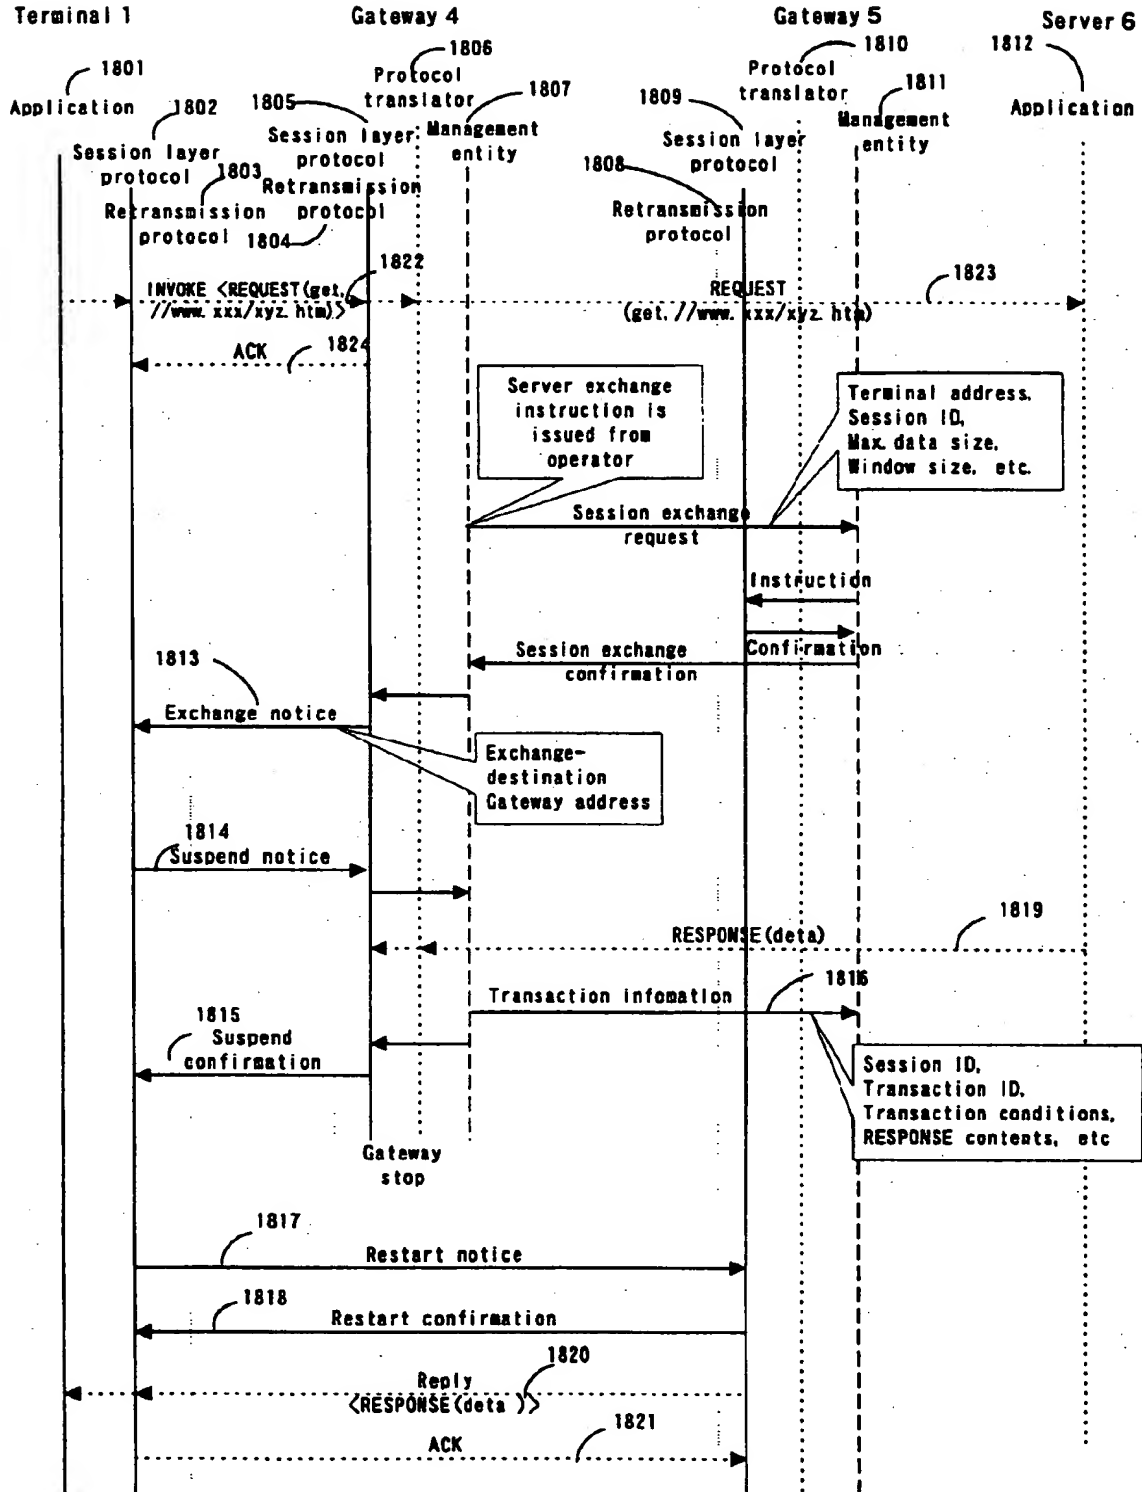 Terminal 1
Gateway 4
Gateway 5
Server 6
1801
Application
1802
Session layer
protocol
1803
Retransmission
protocol
1804
1805
Session layer
protocol
Retransmission
protocol
1806
Protocol
translator
1807
Management
entity
1808
Retransmission
protocol
1809
Session layer
protocol
1810
Protocol
translator
1811
Management
entity
1812
Application
1822
INVOKE <REQUEST(get.
//www.xxx/xyz.htm)>
1823
REQUEST
(get.//www.xxx/xyz.htm)
ACK
1824
Server exchange
instruction is
issued from
operator
Terminal address,
Session ID,
Max.data size,
Window size, etc.
Session exchange
request
Instruction
Confirmation
Session exchange
confirmation
1813
Exchange notice
Exchange-
destination
Gateway address
1814
Suspend notice
1819
RESPONSE(deta)
1816
Transaction infomation
1815
Suspend
confirmation
Session ID,
Transaction ID,
Transaction conditions,
RESPONSE contents, etc
Gateway
stop
1817
Restart notice
1818
Restart confirmation
1820
Reply
<RESPONSE(deta )>
1821
ACK